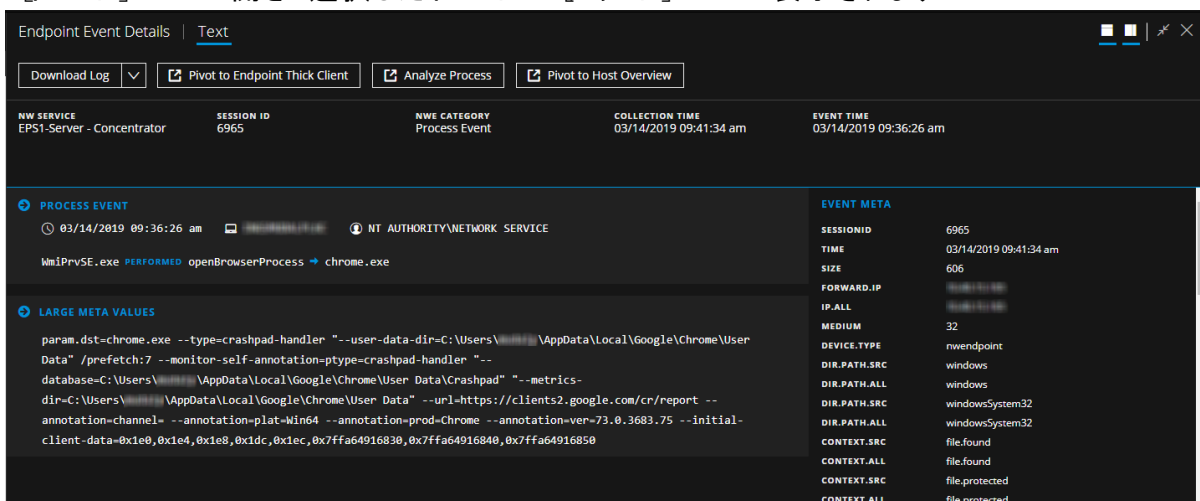 Endpoint Event Details | Text
Download Log
Pivot to Endpoint Thick Client
Analyze Process
Pivot to Host Overview
NW SERVICE
EPS1-Server - Concentrator
SESSION ID
6965
NWE CATEGORY
Process Event
COLLECTION TIME
03/14/2019 09:41:34 am
EVENT TIME
03/14/2019 09:36:26 am
PROCESS EVENT
03/14/2019 09:36:26 am NT AUTHORITY\NETWORK SERVICE
WmiPrvSE.exe PERFORMED openBrowserProcess → chrome.exe
LARGE META VALUES
param.dst=chrome.exe --type=crashpad-handler "--user-data-dir=C:\Users\ \AppData\Local\Google\Chrome\User
Data" /prefetch:7 --monitor-self-annotation=ptype=crashpad-handler "--
database=C:\Users\ \AppData\Local\Google\Chrome\User Data\Crashpad" "--metrics-
dir=C:\Users\ \AppData\Local\Google\Chrome\User Data" --url=https://clients2.google.com/cr/report --
annotation=channel= --annotation=plat=Win64 --annotation=prod=Chrome --annotation=ver=73.0.3683.75 --initial-
client-data=0x1e0,0x1e4,0x1e8,0x1dc,0x1ec,0x7ffa64916830,0x7ffa64916840,0x7ffa64916850
EVENT META
SESSIONID 6965
TIME 03/14/2019 09:41:34 am
SIZE 606
FORWARD.IP
IP.ALL
MEDIUM 32
DEVICE.TYPE nwendpoint
DIR.PATH.SRC windows
DIR.PATH.ALL windows
DIR.PATH.SRC windowsSystem32
DIR.PATH.ALL windowsSystem32
CONTEXT.SRC file.found
CONTEXT.ALL file.found
CONTEXT.SRC file.protected
CONTEXT.ALL file.protected